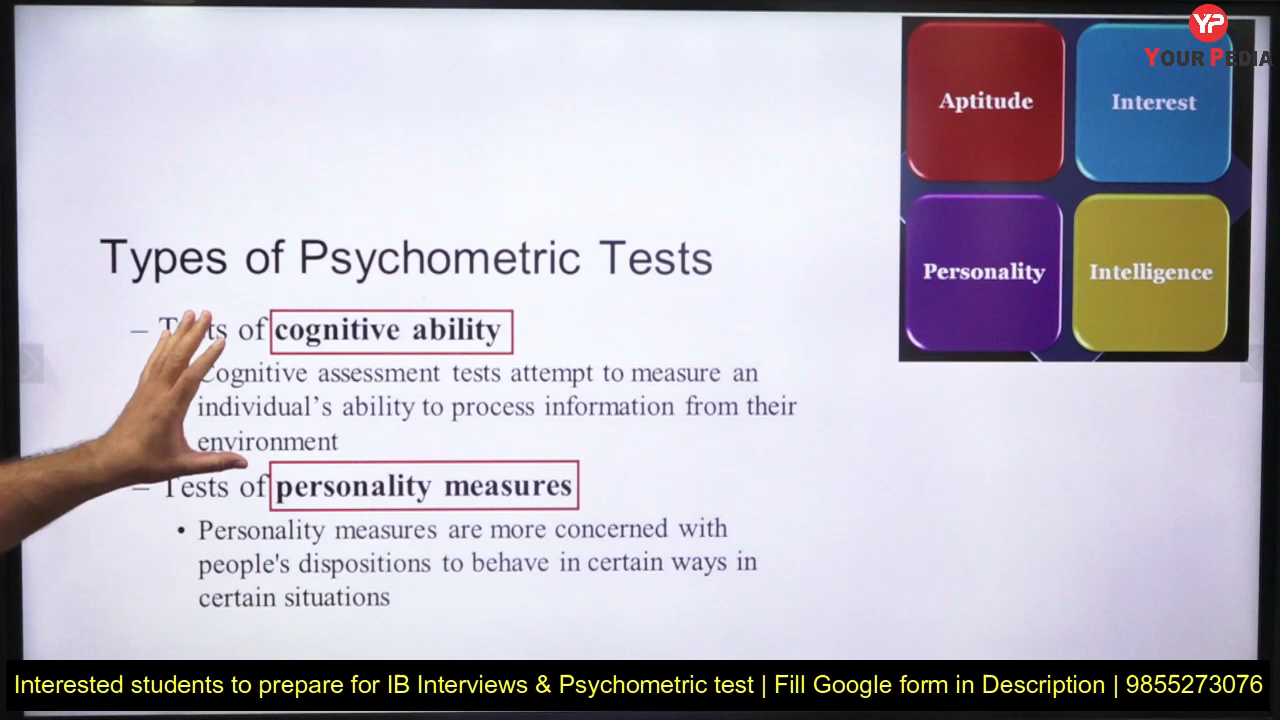 YP
YOUR PEDIA
Aptitude
Interest
Personality
Intelligence
Types of Psychometric Tests
– Tests of cognitive ability
Cognitive assessment tests attempt to measure an
individual’s ability to process information from their
environment
– Tests of personality measures
• Personality measures are more concerned with
people's dispositions to behave in certain ways in
certain situations
Interested students to prepare for IB Interviews & Psychometric test | Fill Google form in Description | 9855273076